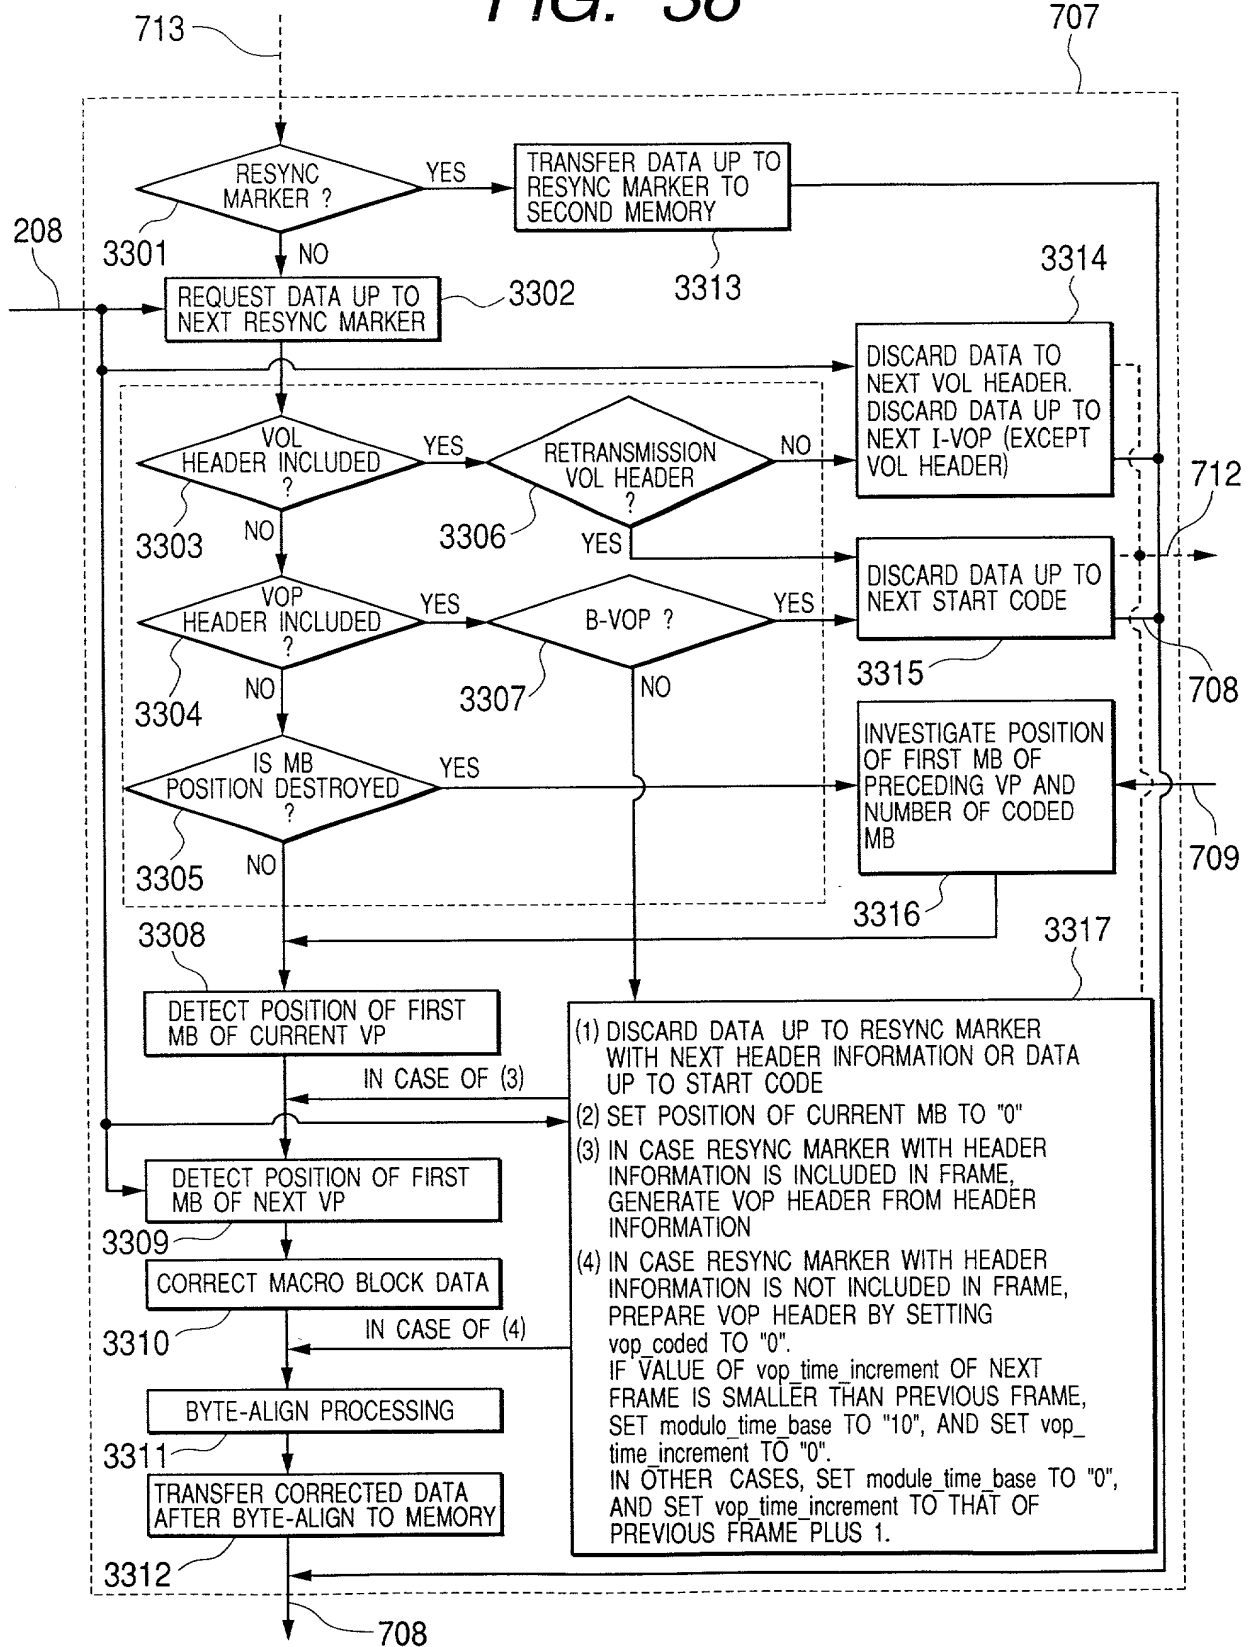 FIG. 38
707
713
RESYNC
MARKER ?
YES
TRANSFER DATA UP TO
RESYNC MARKER TO
SECOND MEMORY
3301
NO
3313
208
REQUEST DATA UP TO
NEXT RESYNC MARKER
3302
3314
DISCARD DATA TO
NEXT VOL HEADER.
DISCARD DATA UP TO
NEXT I-VOP (EXCEPT
VOL HEADER)
VOL
HEADER INCLUDED
?
YES
RETRANSMISSION
VOL HEADER
?
NO
3303
NO
3306
YES
712
DISCARD DATA UP TO
NEXT START CODE
VOP
HEADER INCLUDED
?
YES
B-VOP ?
YES
3304
NO
3307
NO
3315
708
IS MB
POSITION DESTROYED
?
YES
INVESTIGATE POSITION
OF FIRST MB OF
PRECEDING VP AND
NUMBER OF CODED
MB
709
3305
NO
3316
3308
3317
DETECT POSITION OF FIRST
MB OF CURRENT VP
IN CASE OF (3)
(1) DISCARD DATA UP TO RESYNC MARKER
WITH NEXT HEADER INFORMATION OR DATA
UP TO START CODE
(2) SET POSITION OF CURRENT MB TO "0"
(3) IN CASE RESYNC MARKER WITH HEADER
INFORMATION IS INCLUDED IN FRAME,
GENERATE VOP HEADER FROM HEADER
INFORMATION
(4) IN CASE RESYNC MARKER WITH HEADER
INFORMATION IS NOT INCLUDED IN FRAME,
PREPARE VOP HEADER BY SETTING
vop_coded TO "0".
IF VALUE OF vop_time_increment OF NEXT
FRAME IS SMALLER THAN PREVIOUS FRAME,
SET modulo_time_base TO "10", AND SET vop_
time_increment TO "0".
IN OTHER CASES, SET module_time_base TO "0",
AND SET vop_time_increment TO THAT OF
PREVIOUS FRAME PLUS 1.
DETECT POSITION OF FIRST
MB OF NEXT VP
3309
CORRECT MACRO BLOCK DATA
3310
IN CASE OF (4)
BYTE-ALIGN PROCESSING
3311
TRANSFER CORRECTED DATA
AFTER BYTE-ALIGN TO MEMORY
3312
708